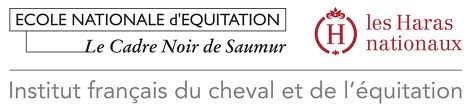 ECOLE NATIONALE d'EQUITATION
Le Cadre Noir de Saumur
H
les Haras
nationaux
Institut français du cheval et de l'équitation